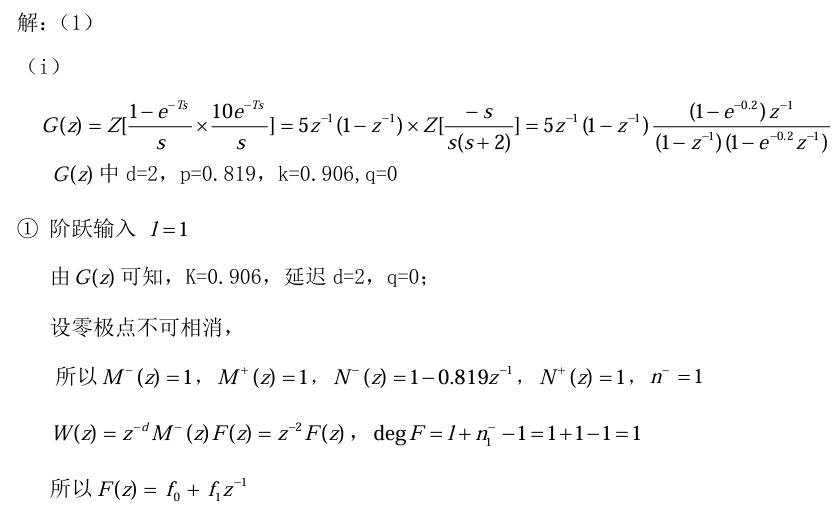 解:（1）
（i）
G(z) = Z[\frac{1-e^{-Ts}}{s} × \frac{10e^{-Ts}}{s}] = 5z^{-1}(1-z^{-1}) × Z[\frac{-s}{s(s+2)}] = 5z^{-1}(1-z^{-1}) \frac{(1-e^{-0.2})z^{-1}}{(1-z^{-1})(1-e^{-0.2}z^{-1})}
G(z) 中 d=2，p=0.819，k=0.906,q=0
① 阶跃输入 l=1
由 G(z) 可知，K=0.906，延迟 d=2，q=0；
设零极点不可相消，
所以 M^{-}(z)=1，M^{+}(z)=1，N^{-}(z)=1-0.819z^{-1}，N^{+}(z)=1，n^{-}=1
W(z) = z^{-d}M^{-}(z)F(z) = z^{-2}F(z)，deg F = l+n_{1}^{-}-1=1+1-1=1
所以 F(z) = f_{0} + f_{1}z^{-1}